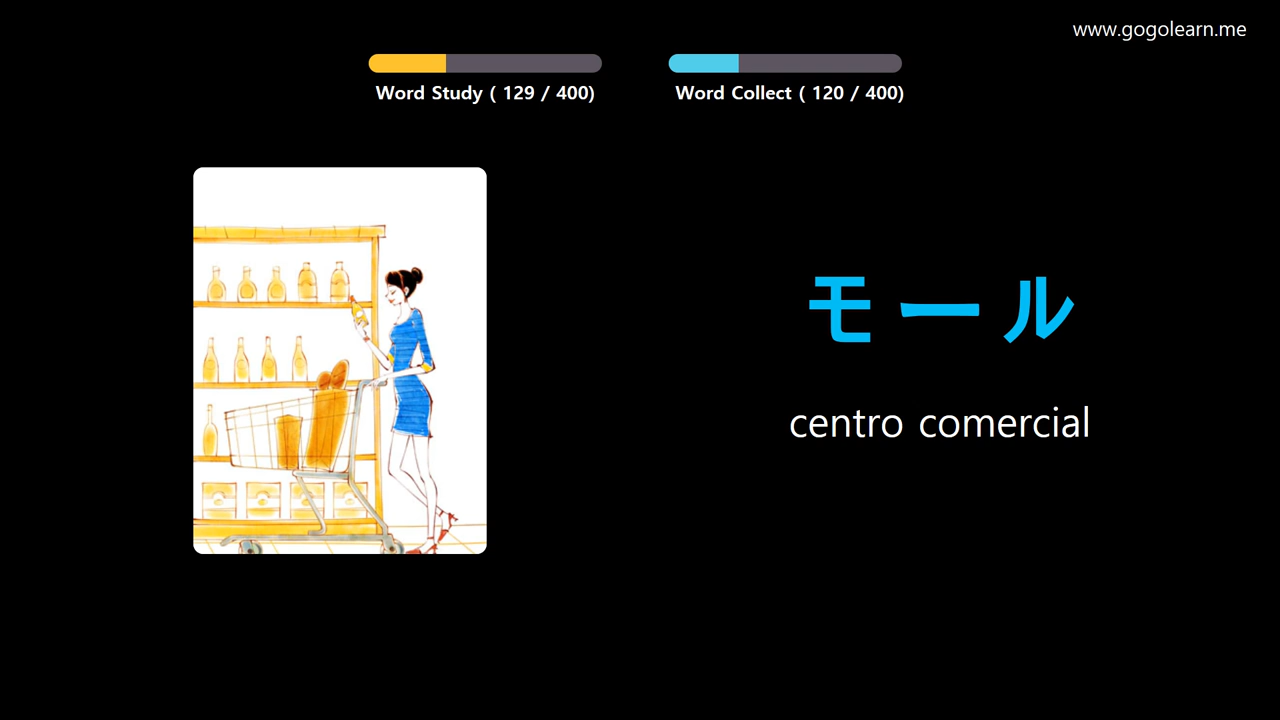 www.gogolearn.me
Word Study ( 129 / 400)
Word Collect ( 120 / 400)
モール
centro comercial